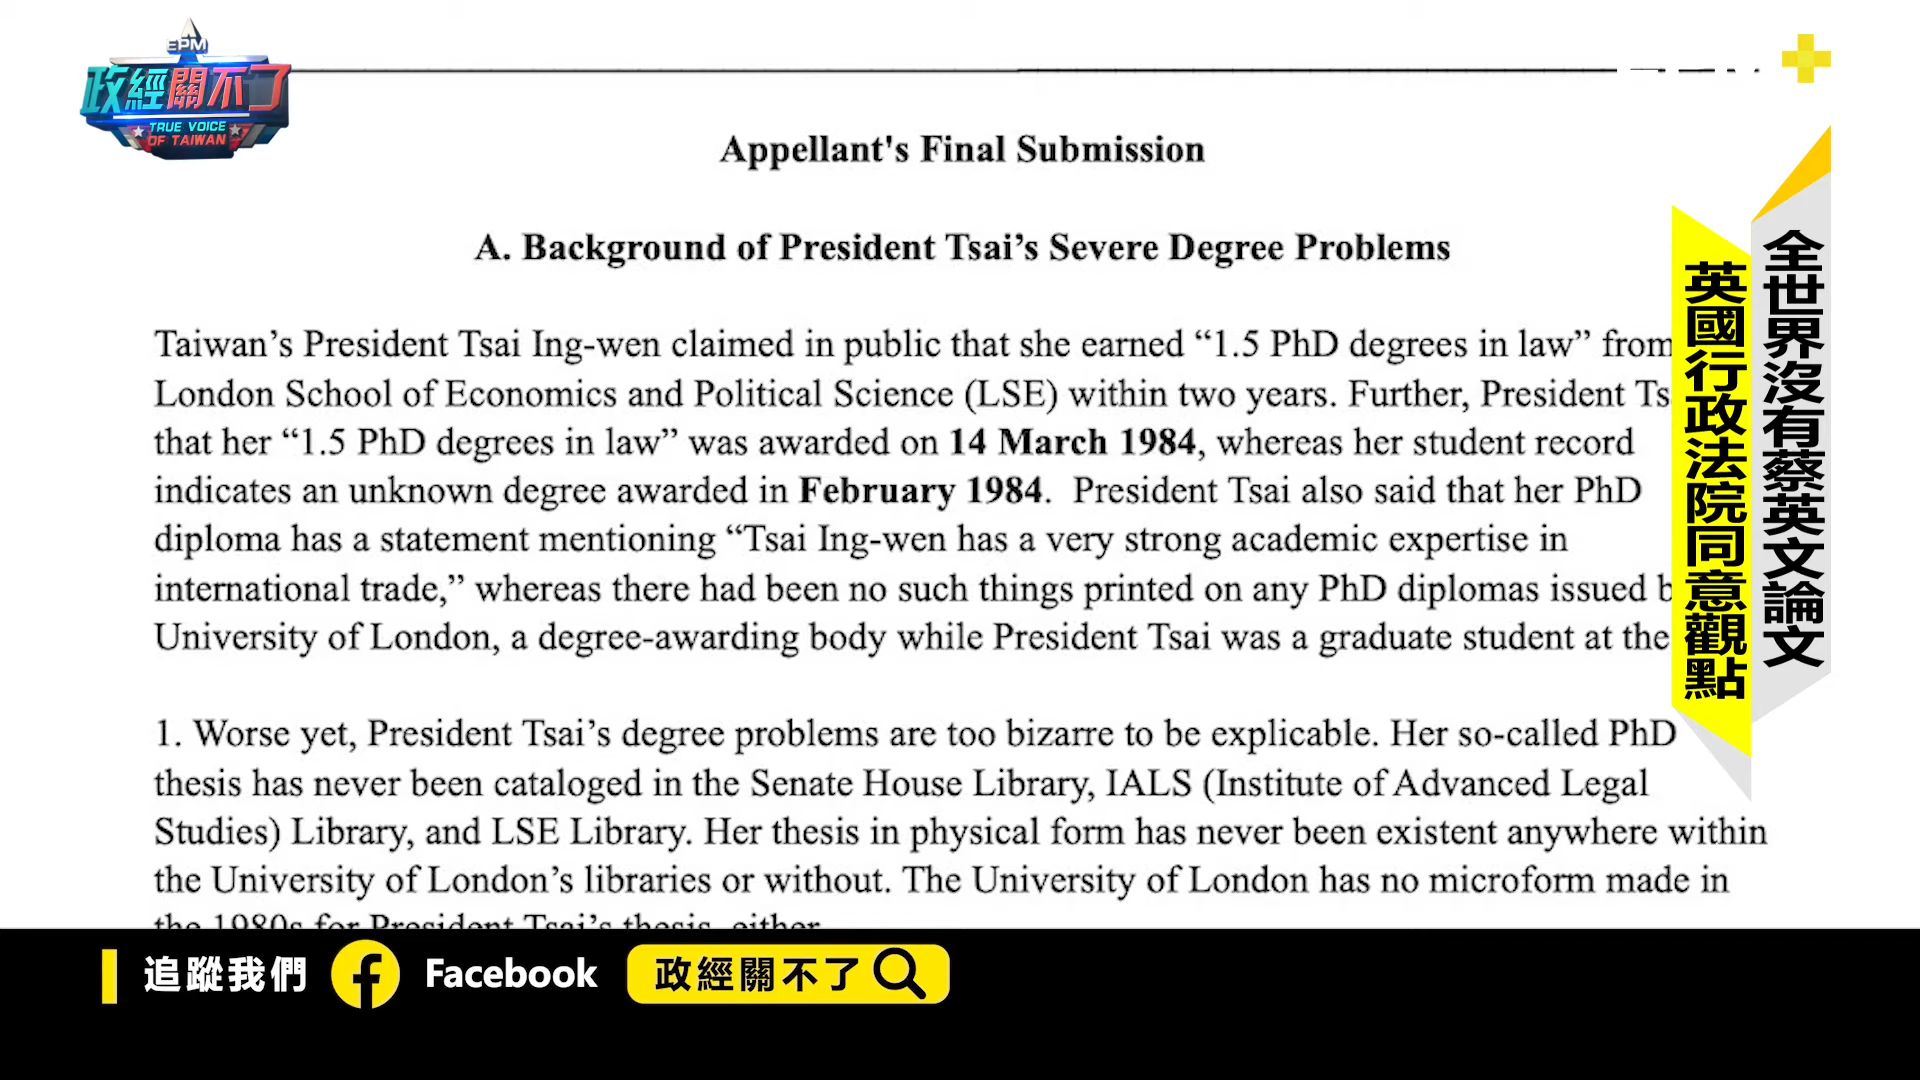 EPM
政經關不了
TRUE VOICE
OF TAIWAN
Appellant's Final Submission
A. Background of President Tsai’s Severe Degree Problems
Taiwan’s President Tsai Ing-wen claimed in public that she earned “1.5 PhD degrees in law” from
London School of Economics and Political Science (LSE) within two years. Further, President Ts
that her “1.5 PhD degrees in law” was awarded on 14 March 1984, whereas her student record
indicates an unknown degree awarded in February 1984. President Tsai also said that her PhD
diploma has a statement mentioning “Tsai Ing-wen has a very strong academic expertise in
international trade,” whereas there had been no such things printed on any PhD diplomas issued b
University of London, a degree-awarding body while President Tsai was a graduate student at the
1. Worse yet, President Tsai’s degree problems are too bizarre to be explicable. Her so-called PhD
thesis has never been cataloged in the Senate House Library, IALS (Institute of Advanced Legal
Studies) Library, and LSE Library. Her thesis in physical form has never been existent anywhere within
the University of London’s libraries or without. The University of London has no microform made in
the 1980s for President Tsai’s thesis, either
全世界沒有蔡英文論文
英國行政法院同意觀點
追蹤我們 Facebook 政經關不了